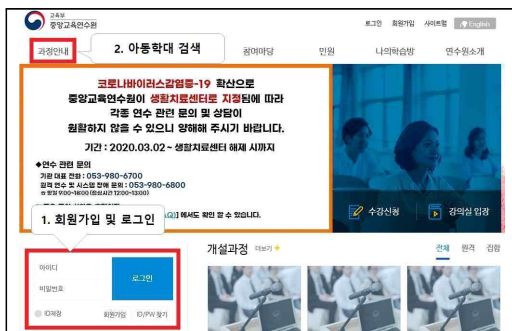 교육부
중앙교육연수원
로그인 회원가입 사이트맵 English
과정안내
2. 아동학대 검색
참여마당 민원 나의학습방 연수원소개
코로나바이러스감염증-19 확산으로
중앙교육연수원이 생활치료센터로 지정됨에 따라
각종 연수 관련 문의 및 상담이
원활하지 않을 수 있으니 양해해 주시기 바랍니다.
기간 : 2020.03.02 ~ 생활치료센터 해제 시까지
◆연수 관련 문의
기관 대표 전화 : 053-980-6700
원격 연수 및 시스템 장애 문의 : 053-980-6800
1. 회원가입 및 로그인
Q)] 에서도 확인 할 수 있습니다.
수강신청 강의실 입장
아이디
비밀번호
로그인
ID저장 회원가입 ID/PW 찾기
개설과정 더보기 +
전체 원격 집합